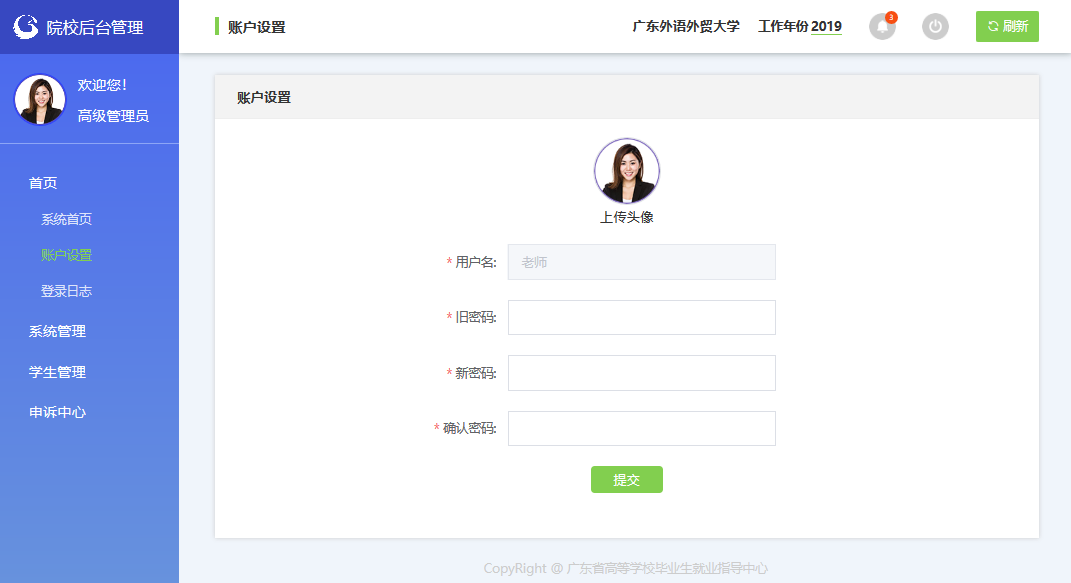 院校后台管理
账户设置
广东外语外贸大学 工作年份 2019
3
刷新
欢迎您!
高级管理员
首页
系统首页
账户设置
登录日志
系统管理
学生管理
申诉中心
账户设置
上传头像
* 用户名: 老师
* 旧密码:
* 新密码:
* 确认密码:
提交
CopyRight @ 广东省高等学校毕业生就业指导中心